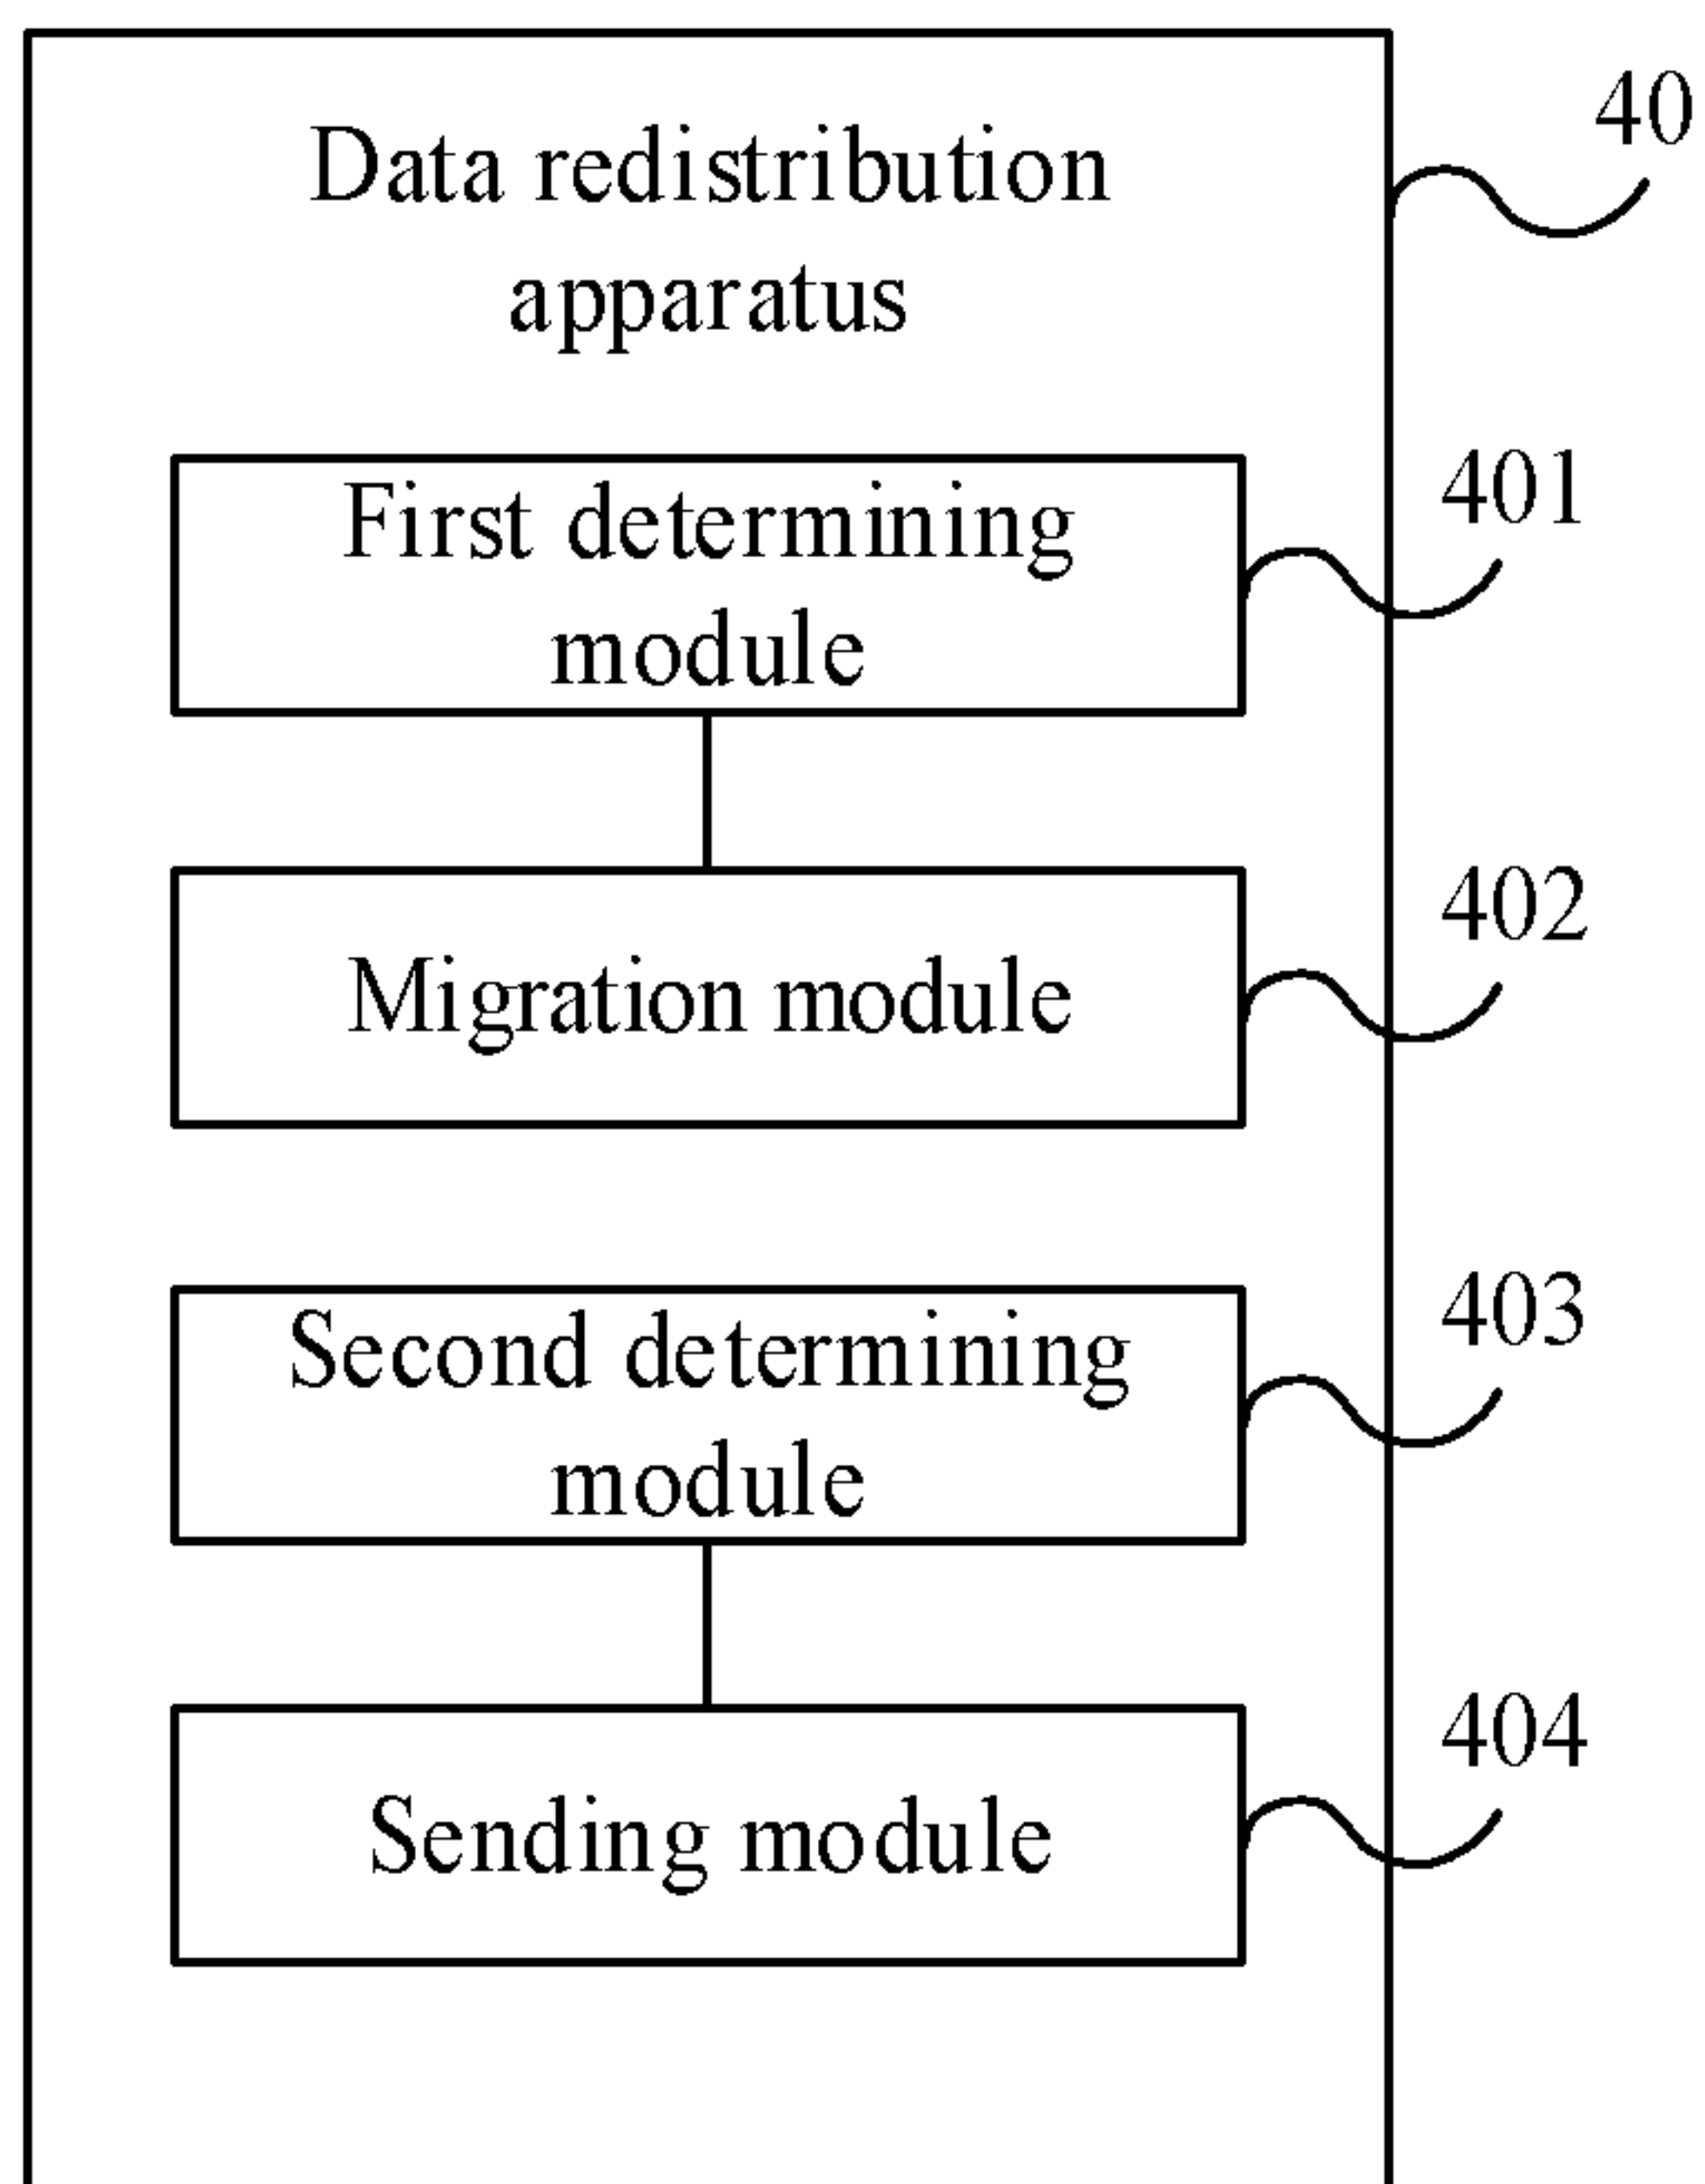 40
Data redistribution
apparatus
401
First determining
module
402
Migration module
403
Second determining
module
404
Sending module